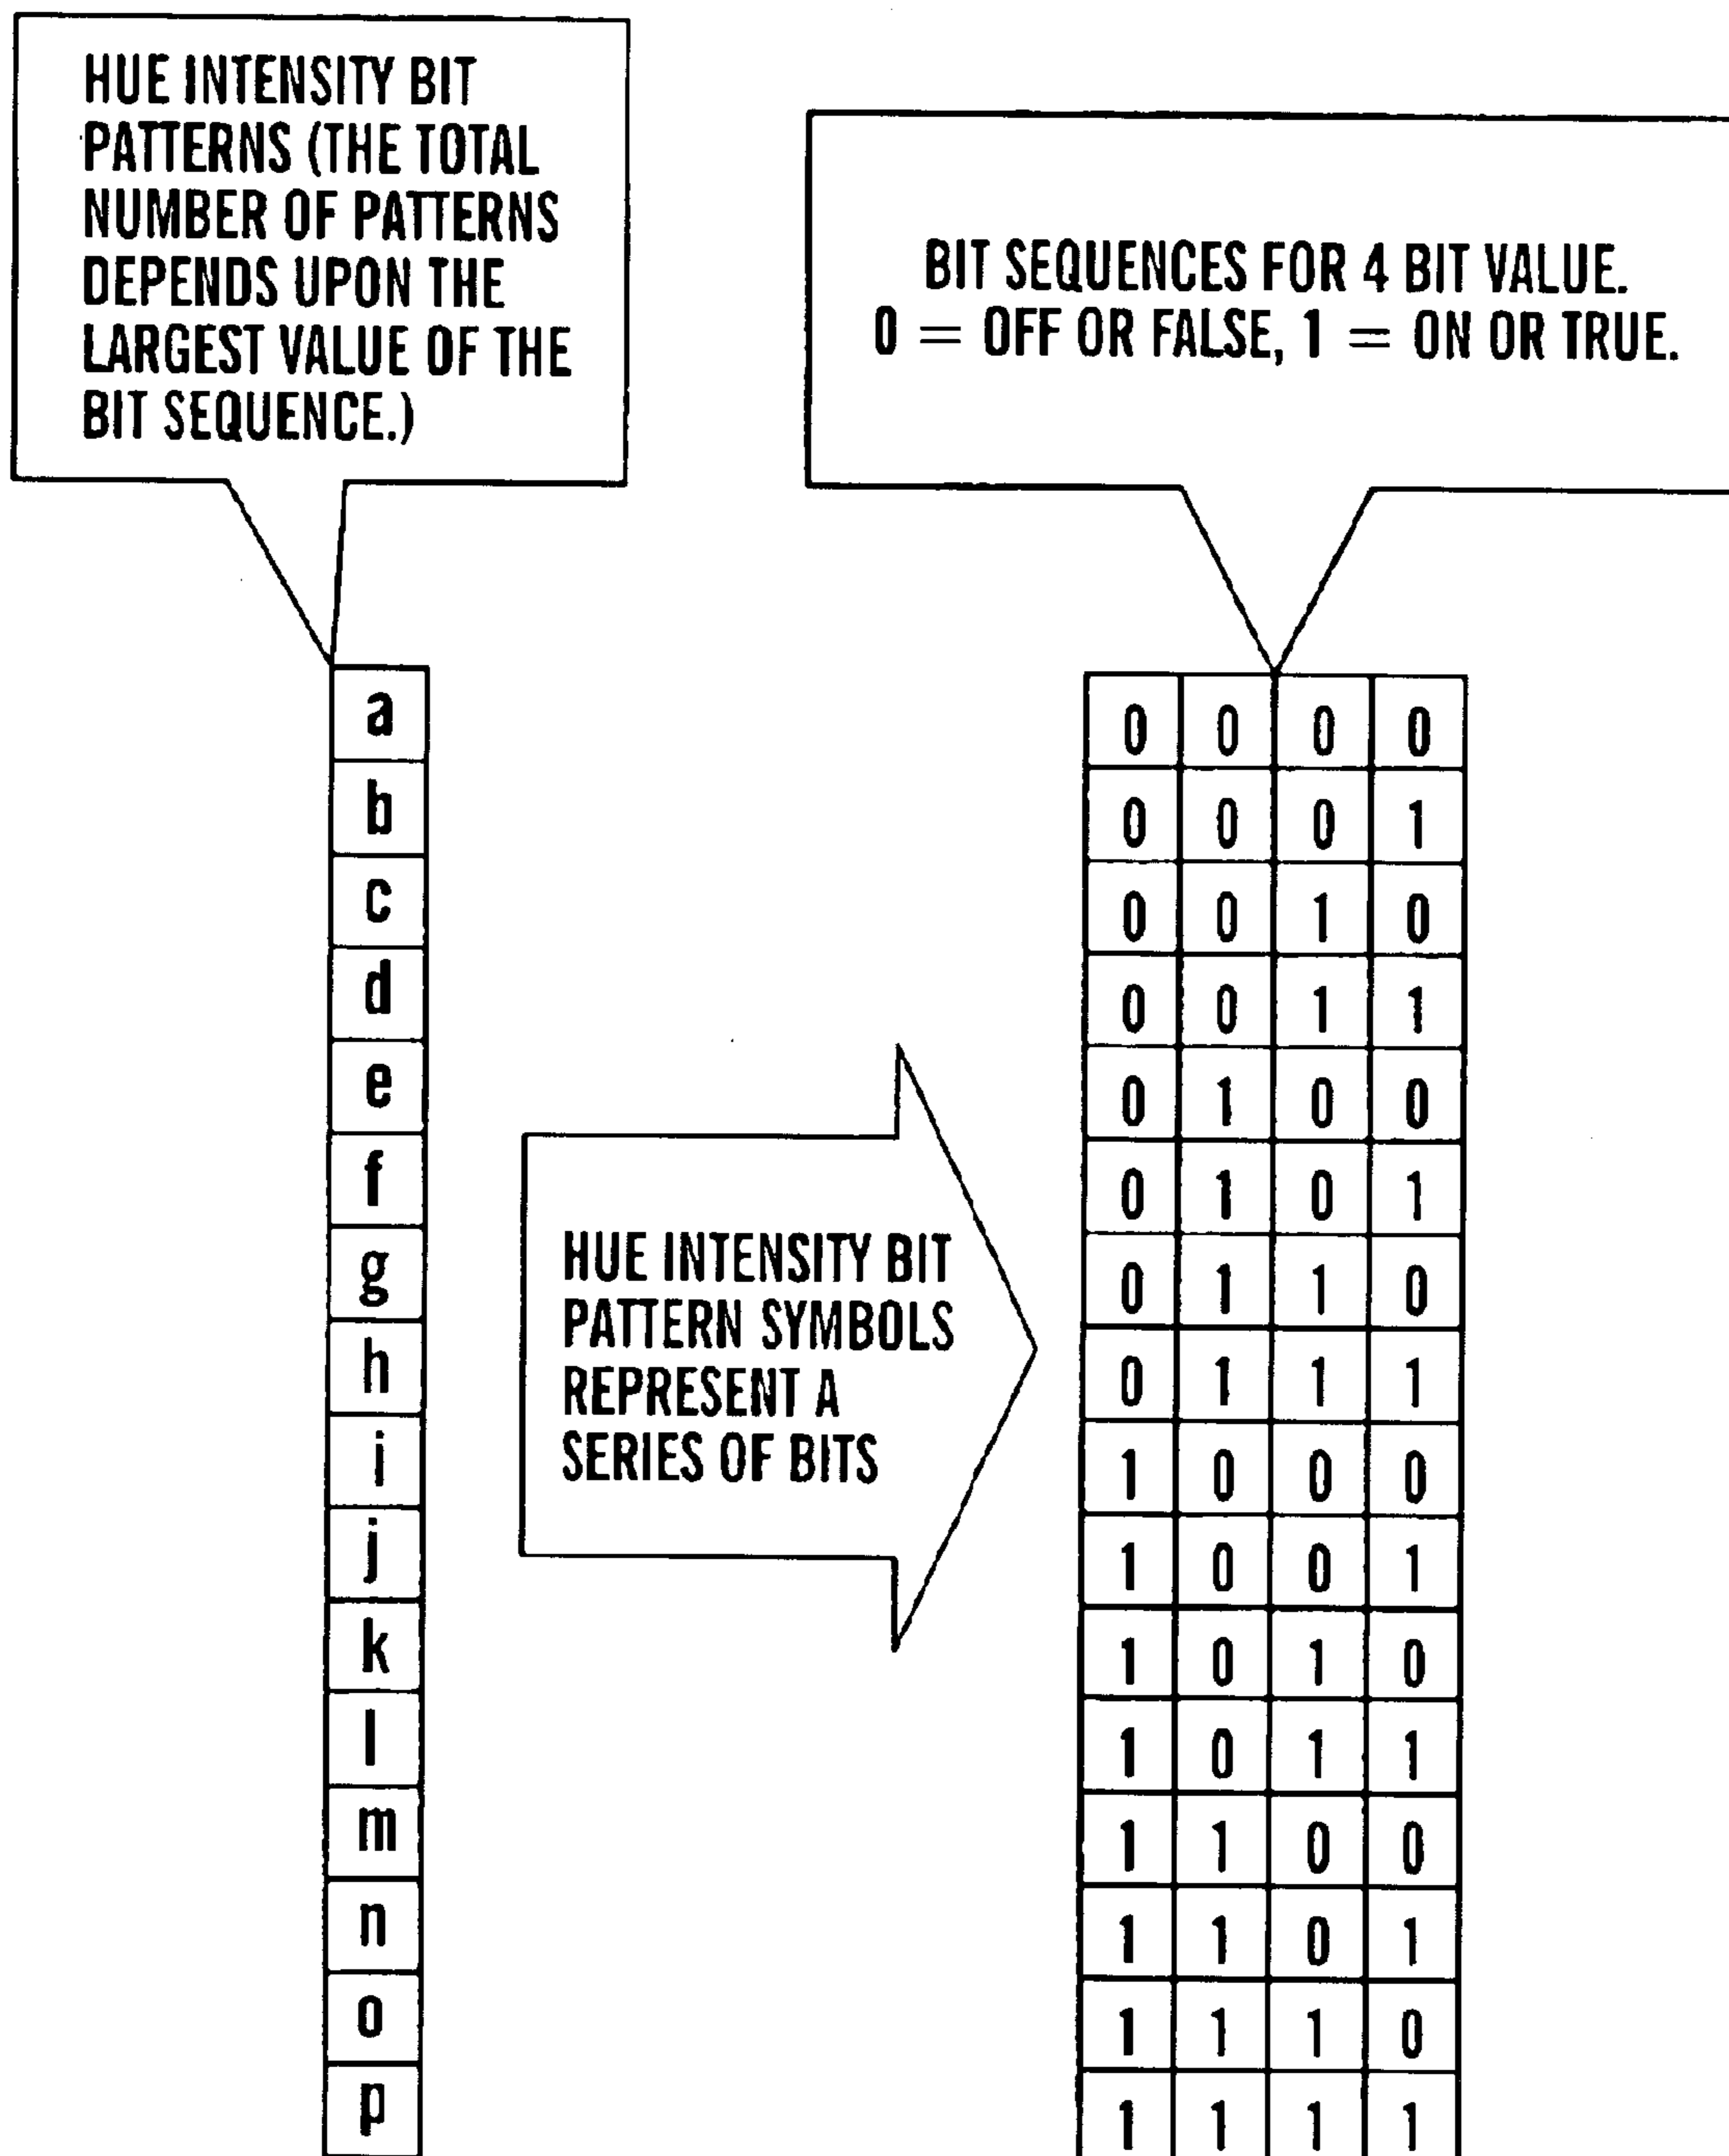 HUE INTENSITY BIT
PATTERNS (THE TOTAL
NUMBER OF PATTERNS
DEPENDS UPON THE
LARGEST VALUE OF THE
BIT SEQUENCE.)
BIT SEQUENCES FOR 4 BIT VALUE.
0 = OFF OR FALSE, 1 = ON OR TRUE.
a
b
c
d
e
f
g
h
i
j
k
l
m
n
o
p
HUE INTENSITY BIT
PATTERN SYMBOLS
REPRESENT A
SERIES OF BITS
0 0 0 0
0 0 0 1
0 0 1 0
0 0 1 1
0 1 0 0
0 1 0 1
0 1 1 0
0 1 1 1
1 0 0 0
1 0 0 1
1 0 1 0
1 0 1 1
1 1 0 0
1 1 0 1
1 1 1 0
1 1 1 1